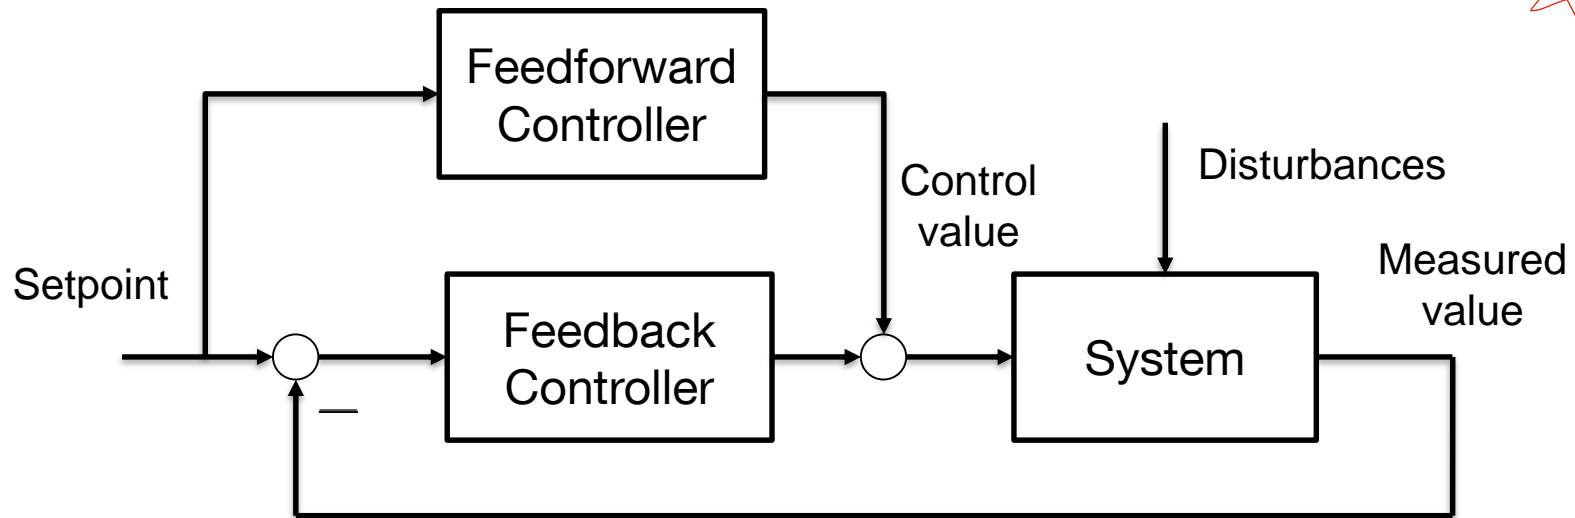 Feedforward
Controller
Control
value
Disturbances
Setpoint
Measured
value
Feedback
Controller
System
—